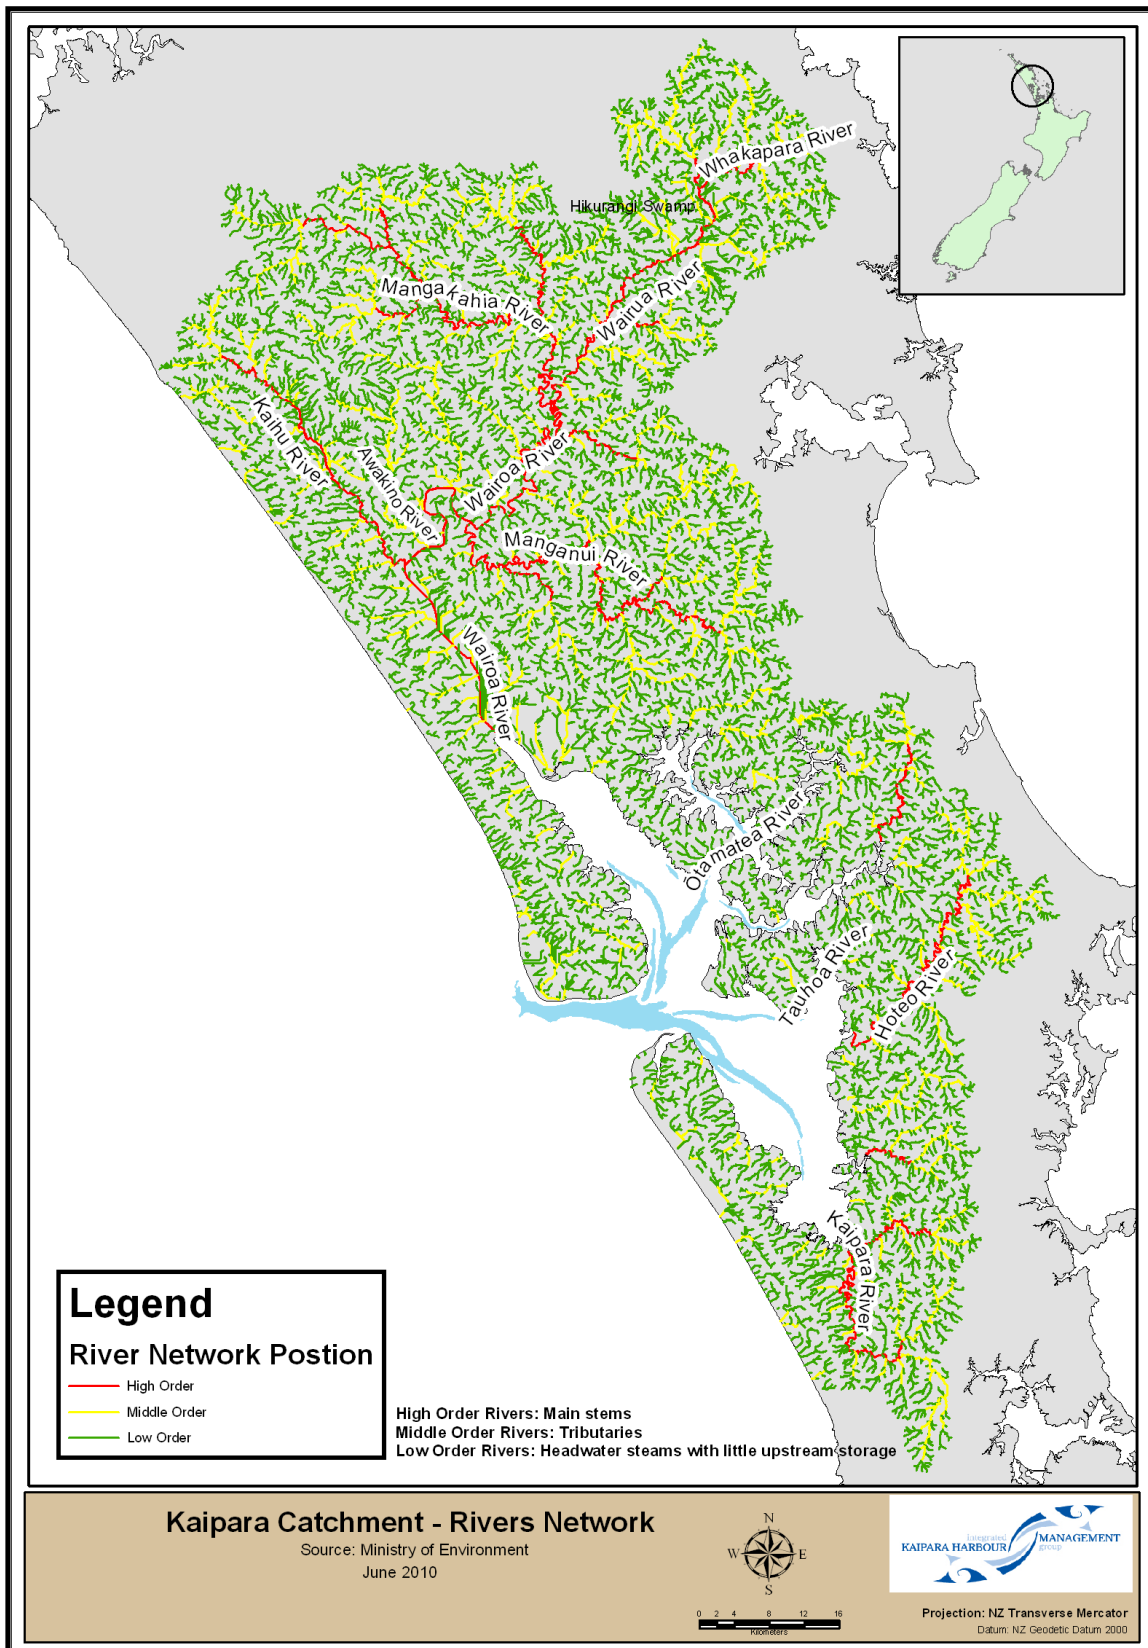 Whakapara River
Hikurangi Swamp
Mangakahia River
Wairua River
Kaihu River
Awakino River
Wairoa River
Manganui River
Wairoa River
Ōtamatea River
Tauhoa River
Hoteo River
Kaipara River
Legend
River Network Postion
High Order
Middle Order
Low Order
High Order Rivers: Main stems
Middle Order Rivers: Tributaries
Low Order Rivers: Headwater steams with little upstream storage
Kaipara Catchment - Rivers Network
Source: Ministry of Environment
June 2010
N
W E
S
0 2 4 8 12 16
Kilometers
integrated
KAIPARA HARBOUR MANAGEMENT
group
Projection: NZ Transverse Mercator
Datum: NZ Geodetic Datum 2000